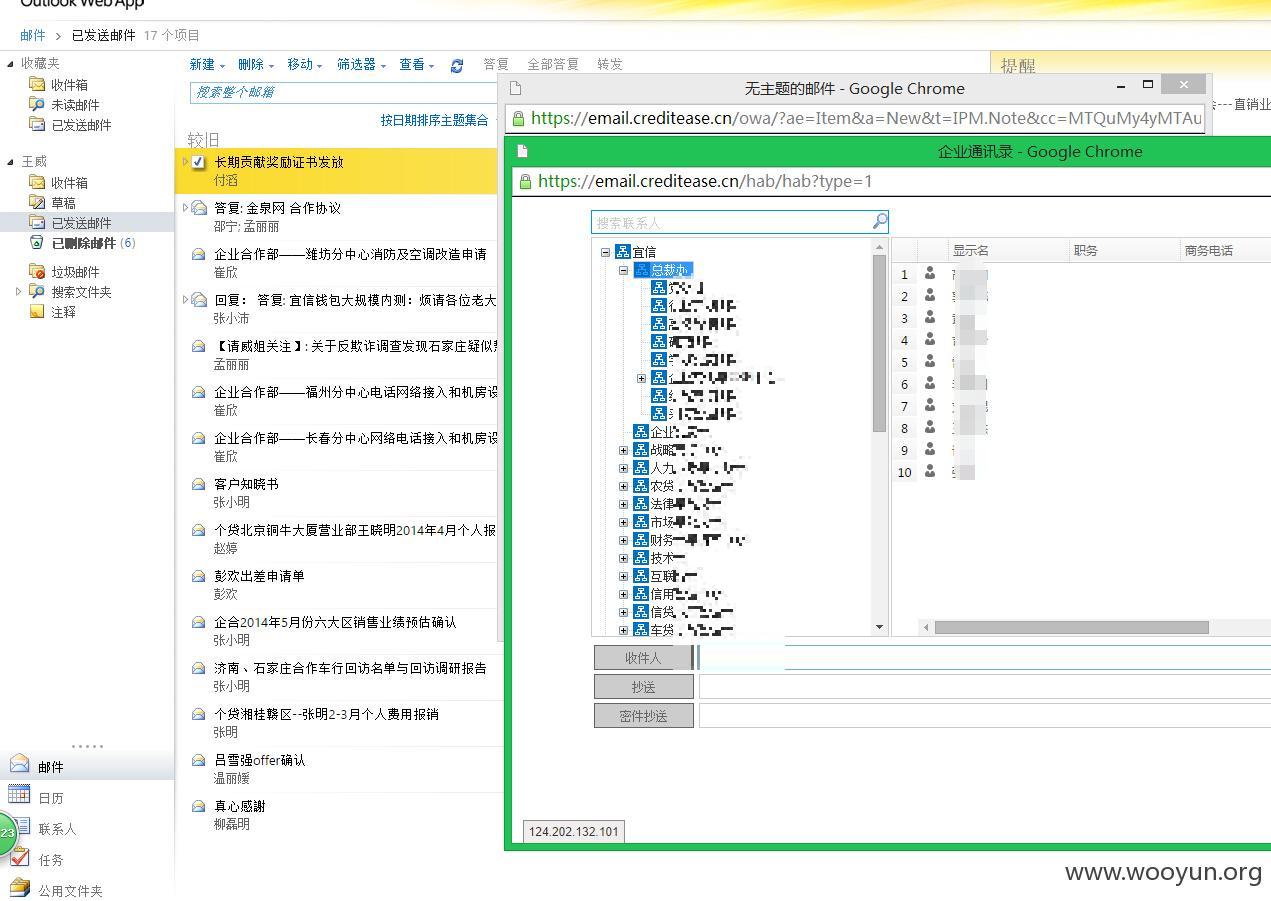 Outlook Web App
邮件 > 已发送邮件 17 个项目
收藏夹
收件箱
未读邮件
已发送邮件
王威
收件箱
草稿
已发送邮件
已删除邮件 (6)
垃圾邮件
搜索文件夹
注释
邮件
日历
23
联系人
任务
公用文件夹
新建 删除 移动 筛选器 查看 答复 全部答复 转发
搜索整个邮箱
按日期排序主题集合
较旧
长期贡献奖励证书发放
付滔
答复: 金泉网 合作协议
邵宁; 孟丽丽
企业合作部——潍坊分中心消防及空调改造申请
崔欣
回复： 答复: 宜信钱包大规模内测：烦请各位老大
张小沛
【请威姐关注】: 关于反欺诈调查发现石家庄疑似
孟丽丽
企业合作部——福州分中心电话网络接入和机房设
崔欣
企业合作部——长春分中心网络电话接入和机房设
崔欣
客户知晓书
张小明
个贷北京铜牛大厦营业部王晓明2014年4月个人报
赵婷
彭欢出差申请单
彭欢
企合2014年5月份六大区销售业绩预估确认
张小明
济南、石家庄合作车行回访名单与回访调研报告
张小明
个贷湘桂赣区--张明2-3月个人费用报销
张明
吕雪强offer确认
温丽媛
真心感謝
柳磊明
提醒
---直销业
无主题的邮件 - Google Chrome
https://email.creditease.cn/owa/?ae=Item&a=New&t=IPM.Note&cc=MTQuMy4yMTAu
企业通讯录 - Google Chrome
https://email.creditease.cn/hab/hab?type=1
搜索联系人
宜信
总裁办
企业
战略
人力
农贷
法律
市场
财务
技术
互联
信用
信贷
车贷
显示名 职务 商务电话
1
2
3
4
5
6
7
8
9
10
收件人
抄送
密件抄送
124.202.132.101
www.wooyun.org